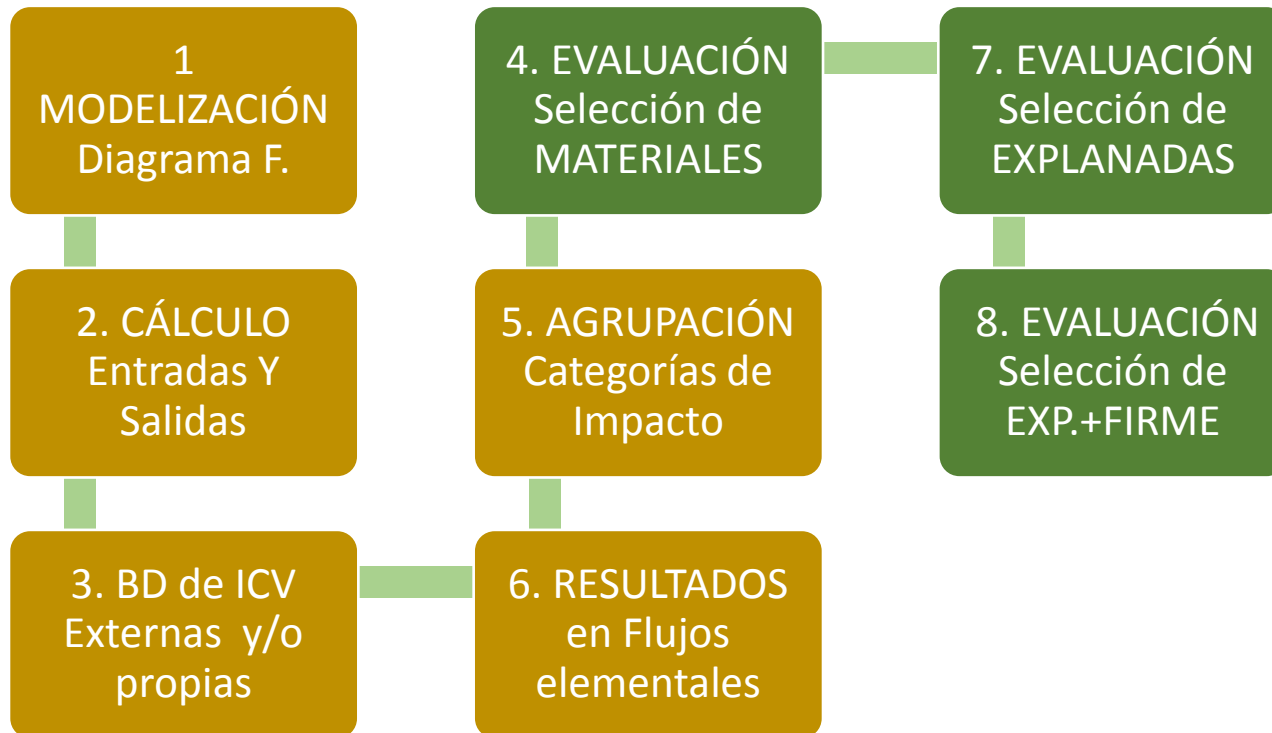 1
MODELIZACIÓN
Diagrama F.
2. CÁLCULO
Entradas Y
Salidas
3. BD de ICV
Externas y/o
propias
4. EVALUACIÓN
Selección de
MATERIALES
5. AGRUPACIÓN
Categorías de
Impacto
6. RESULTADOS
en Flujos
elementales
7. EVALUACIÓN
Selección de
EXPLANADAS
8. EVALUACIÓN
Selección de
EXP.+FIRME